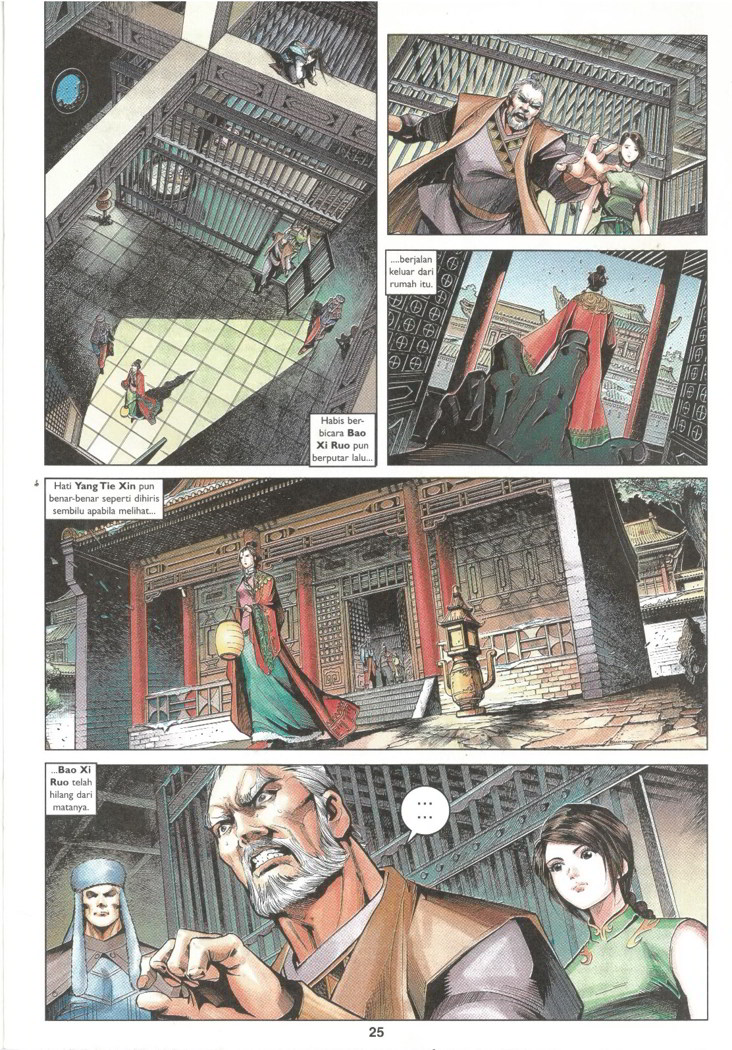 Habis ber-
bicara Bao
Xi Ruo pun
berputar lalu...
....berjalan
keluar dari
rumah itu.
Hati Yang Tie Xin pun
benar-benar seperti dihiris
sembilu apabila melihat...
...Bao Xi
Ruo telah
hilang dari
matanya.
...
...
25